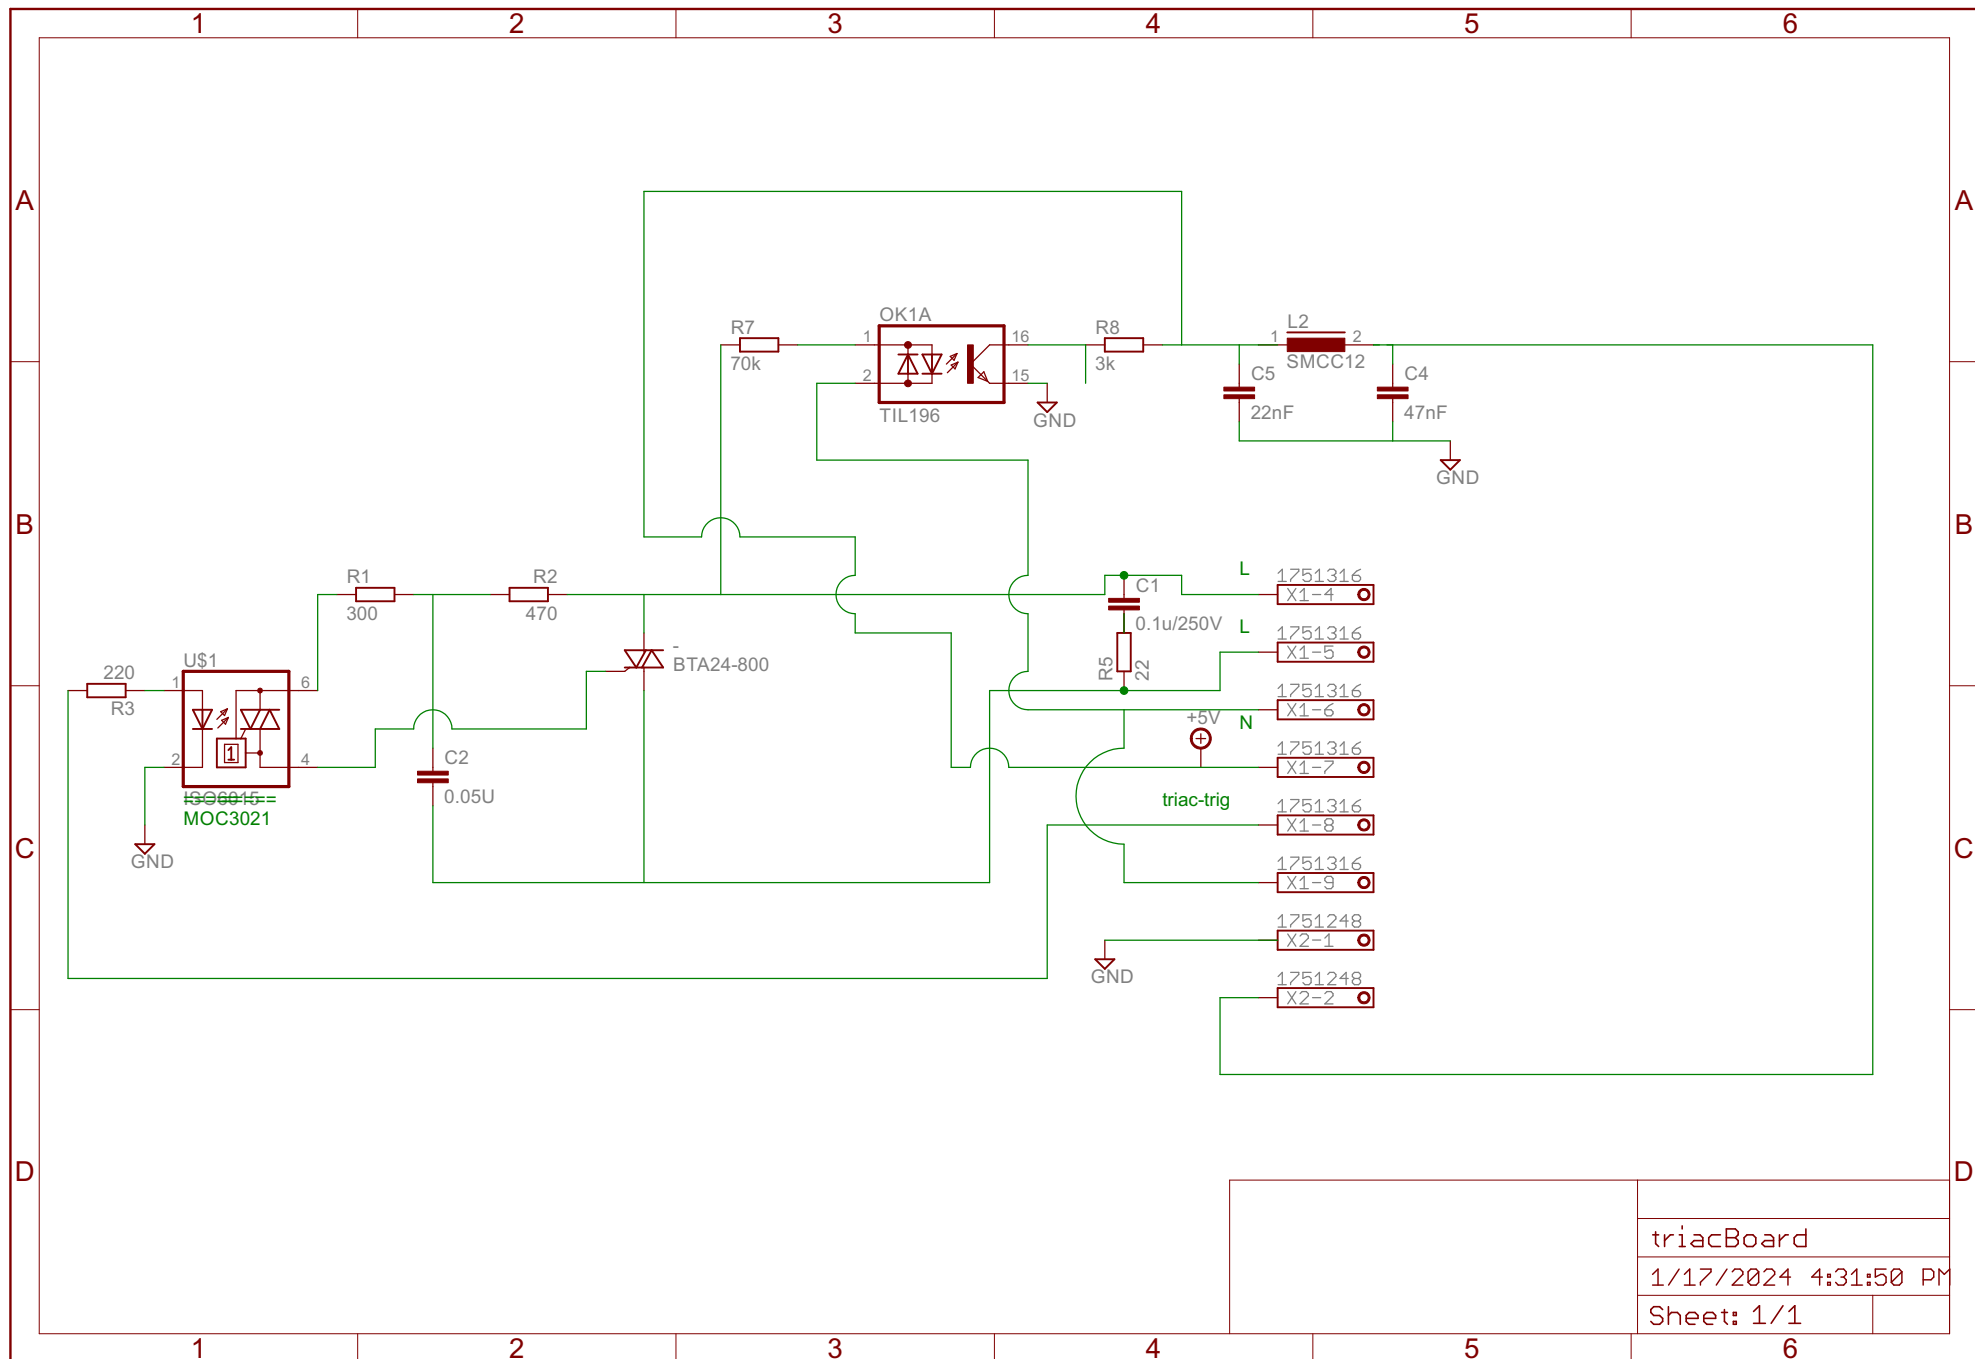 1 2 3 4 5 6
A A
OK1A
L2
R7 1 16 R8 1 2
70k 3k SMCC12
2 15 C5 C4
22nF 47nF
TIL196 GND
GND
B B
L 1751316
R1 R2 C1 X1-4
300 470 0.1u/250V
L 1751316
- X1-5
BTA24-800
R5 22
U$1
220 1 6
R3
1751316
+5V N X1-6
1
2 4
1751316
X1-7
C2
0.05U
ISO6015
MOC3021
triac-trig 1751316
X1-8
C C
GND
1751316
X1-9
1751248
X2-1
GND
1751248
X2-2
D D
triacBoard
1/17/2024 4:31:50 PM
Sheet: 1/1
1 2 3 4 5 6